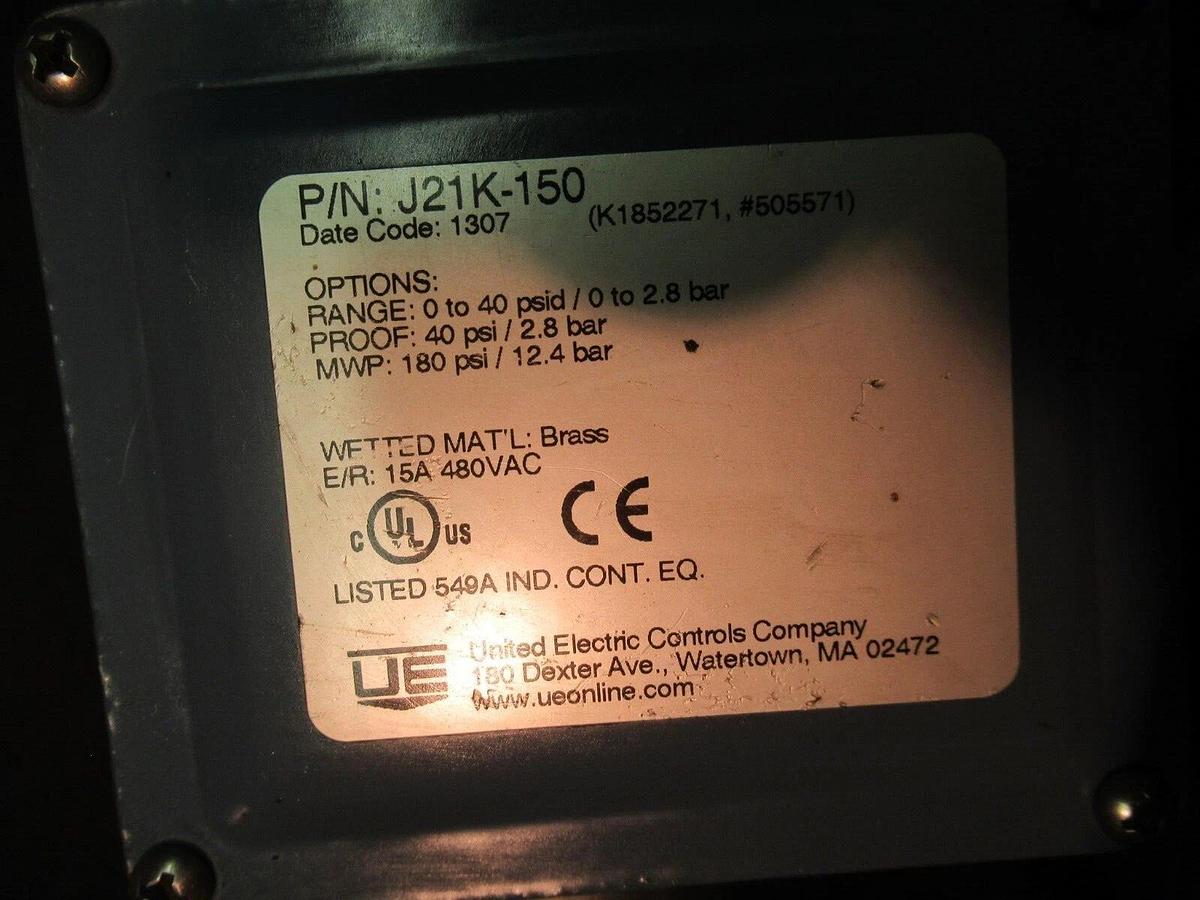 P/N: J21K-150
Date Code: 1307 (K1852271, #505571)
OPTIONS:
RANGE: 0 to 40 psid / 0 to 2.8 bar
PROOF: 40 psi / 2.8 bar
MWP: 180 psi / 12.4 bar
WETTED MAT'L: Brass
E/R: 15A 480VAC
C UL US CE
LISTED 549A IND. CONT. EQ.
UE
United Electric Controls Company
180 Dexter Ave., Watertown, MA 02472
www.ueonline.com